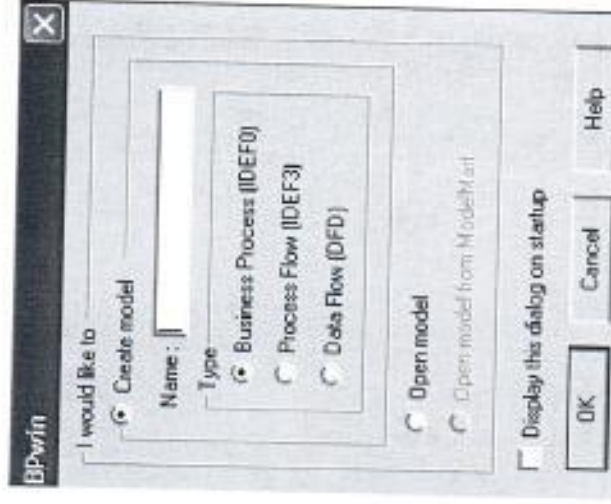 BPwin
I would like to
Create model
Name :
Type
Business Process (IDEF0)
Process Flow (IDEF3)
Data Flow (DFD)
Open model
Open model from ModelMart
Display this dialog on startup
OK Cancel Help